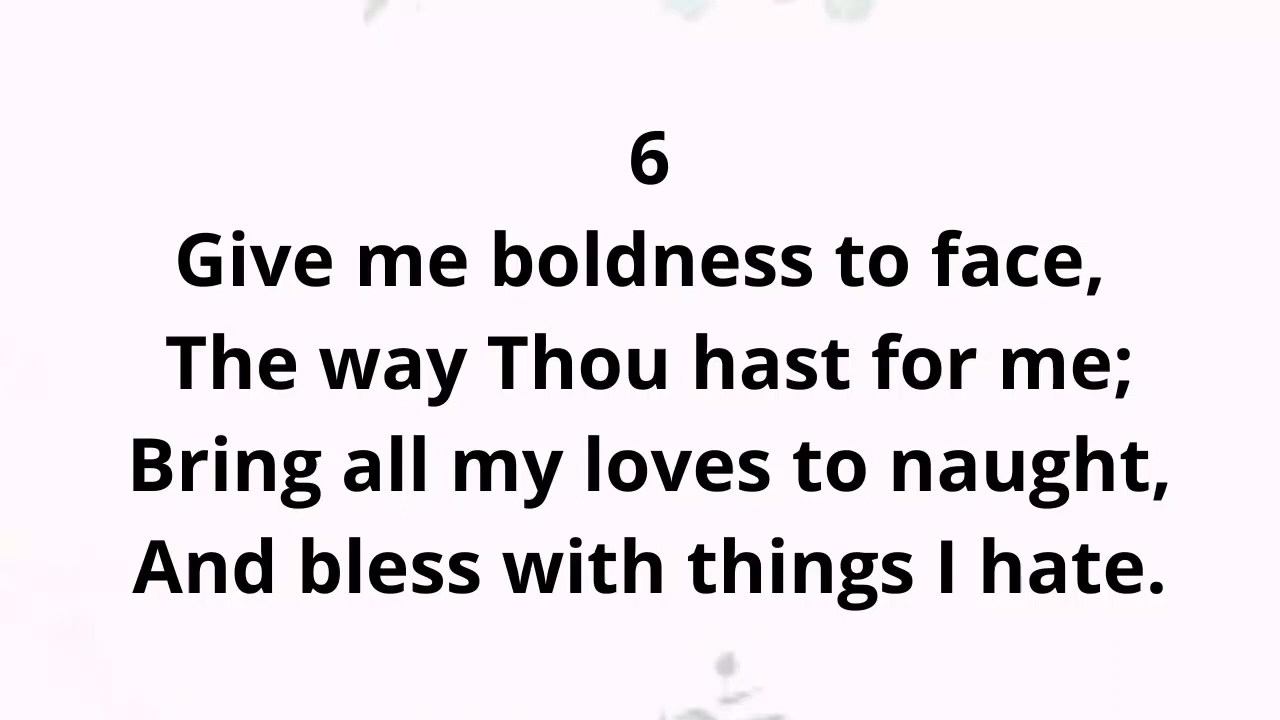 6
Give me boldness to face,
The way Thou hast for me;
Bring all my loves to naught,
And bless with things I hate.